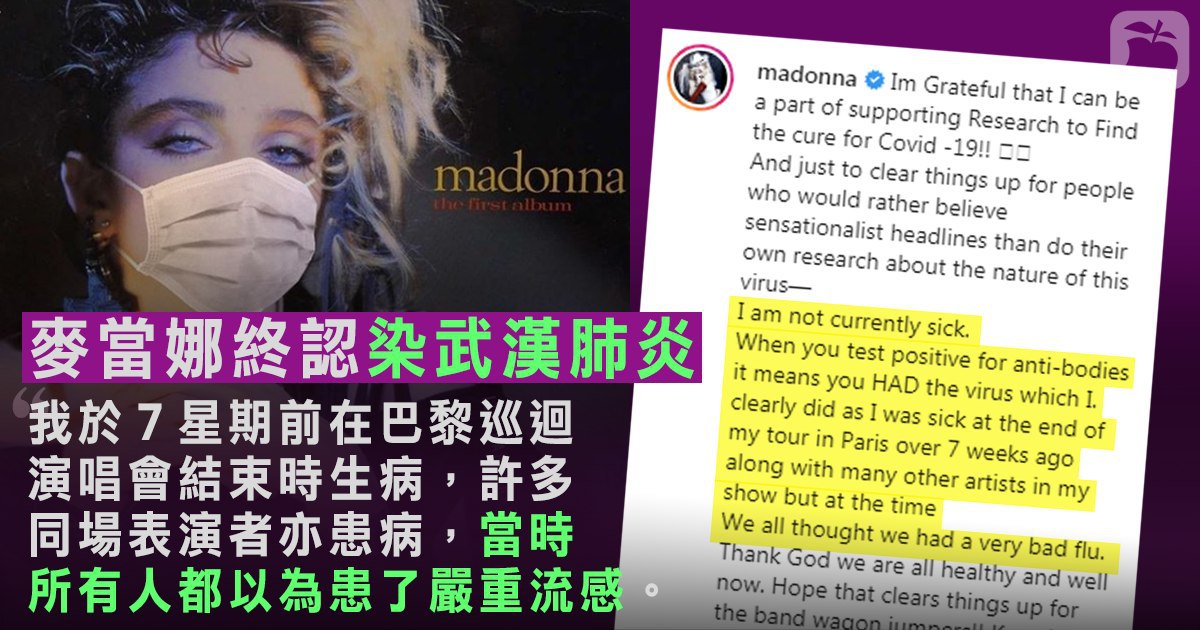 madonna
the first album
麥當娜終認染武漢肺炎
“我於7星期前在巴黎巡迴
演唱會結束時生病，許多
同場表演者亦患病，當時
所有人都以為患了嚴重流感。
madonna Im Grateful that I can be
a part of supporting Research to Find
the cure for Covid -19!! □□
And just to clear things up for people
who would rather believe
sensationalist headlines than do their
own research about the nature of this
virus—
I am not currently sick.
When you test positive for anti-bodies
it means you HAD the virus which I.
clearly did as I was sick at the end of
my tour in Paris over 7 weeks ago
along with many other artists in my
show but at the time
We all thought we had a very bad flu.
Thank God we are all healthy and well
now. Hope that clears things up for
the band wagon jumpers!!